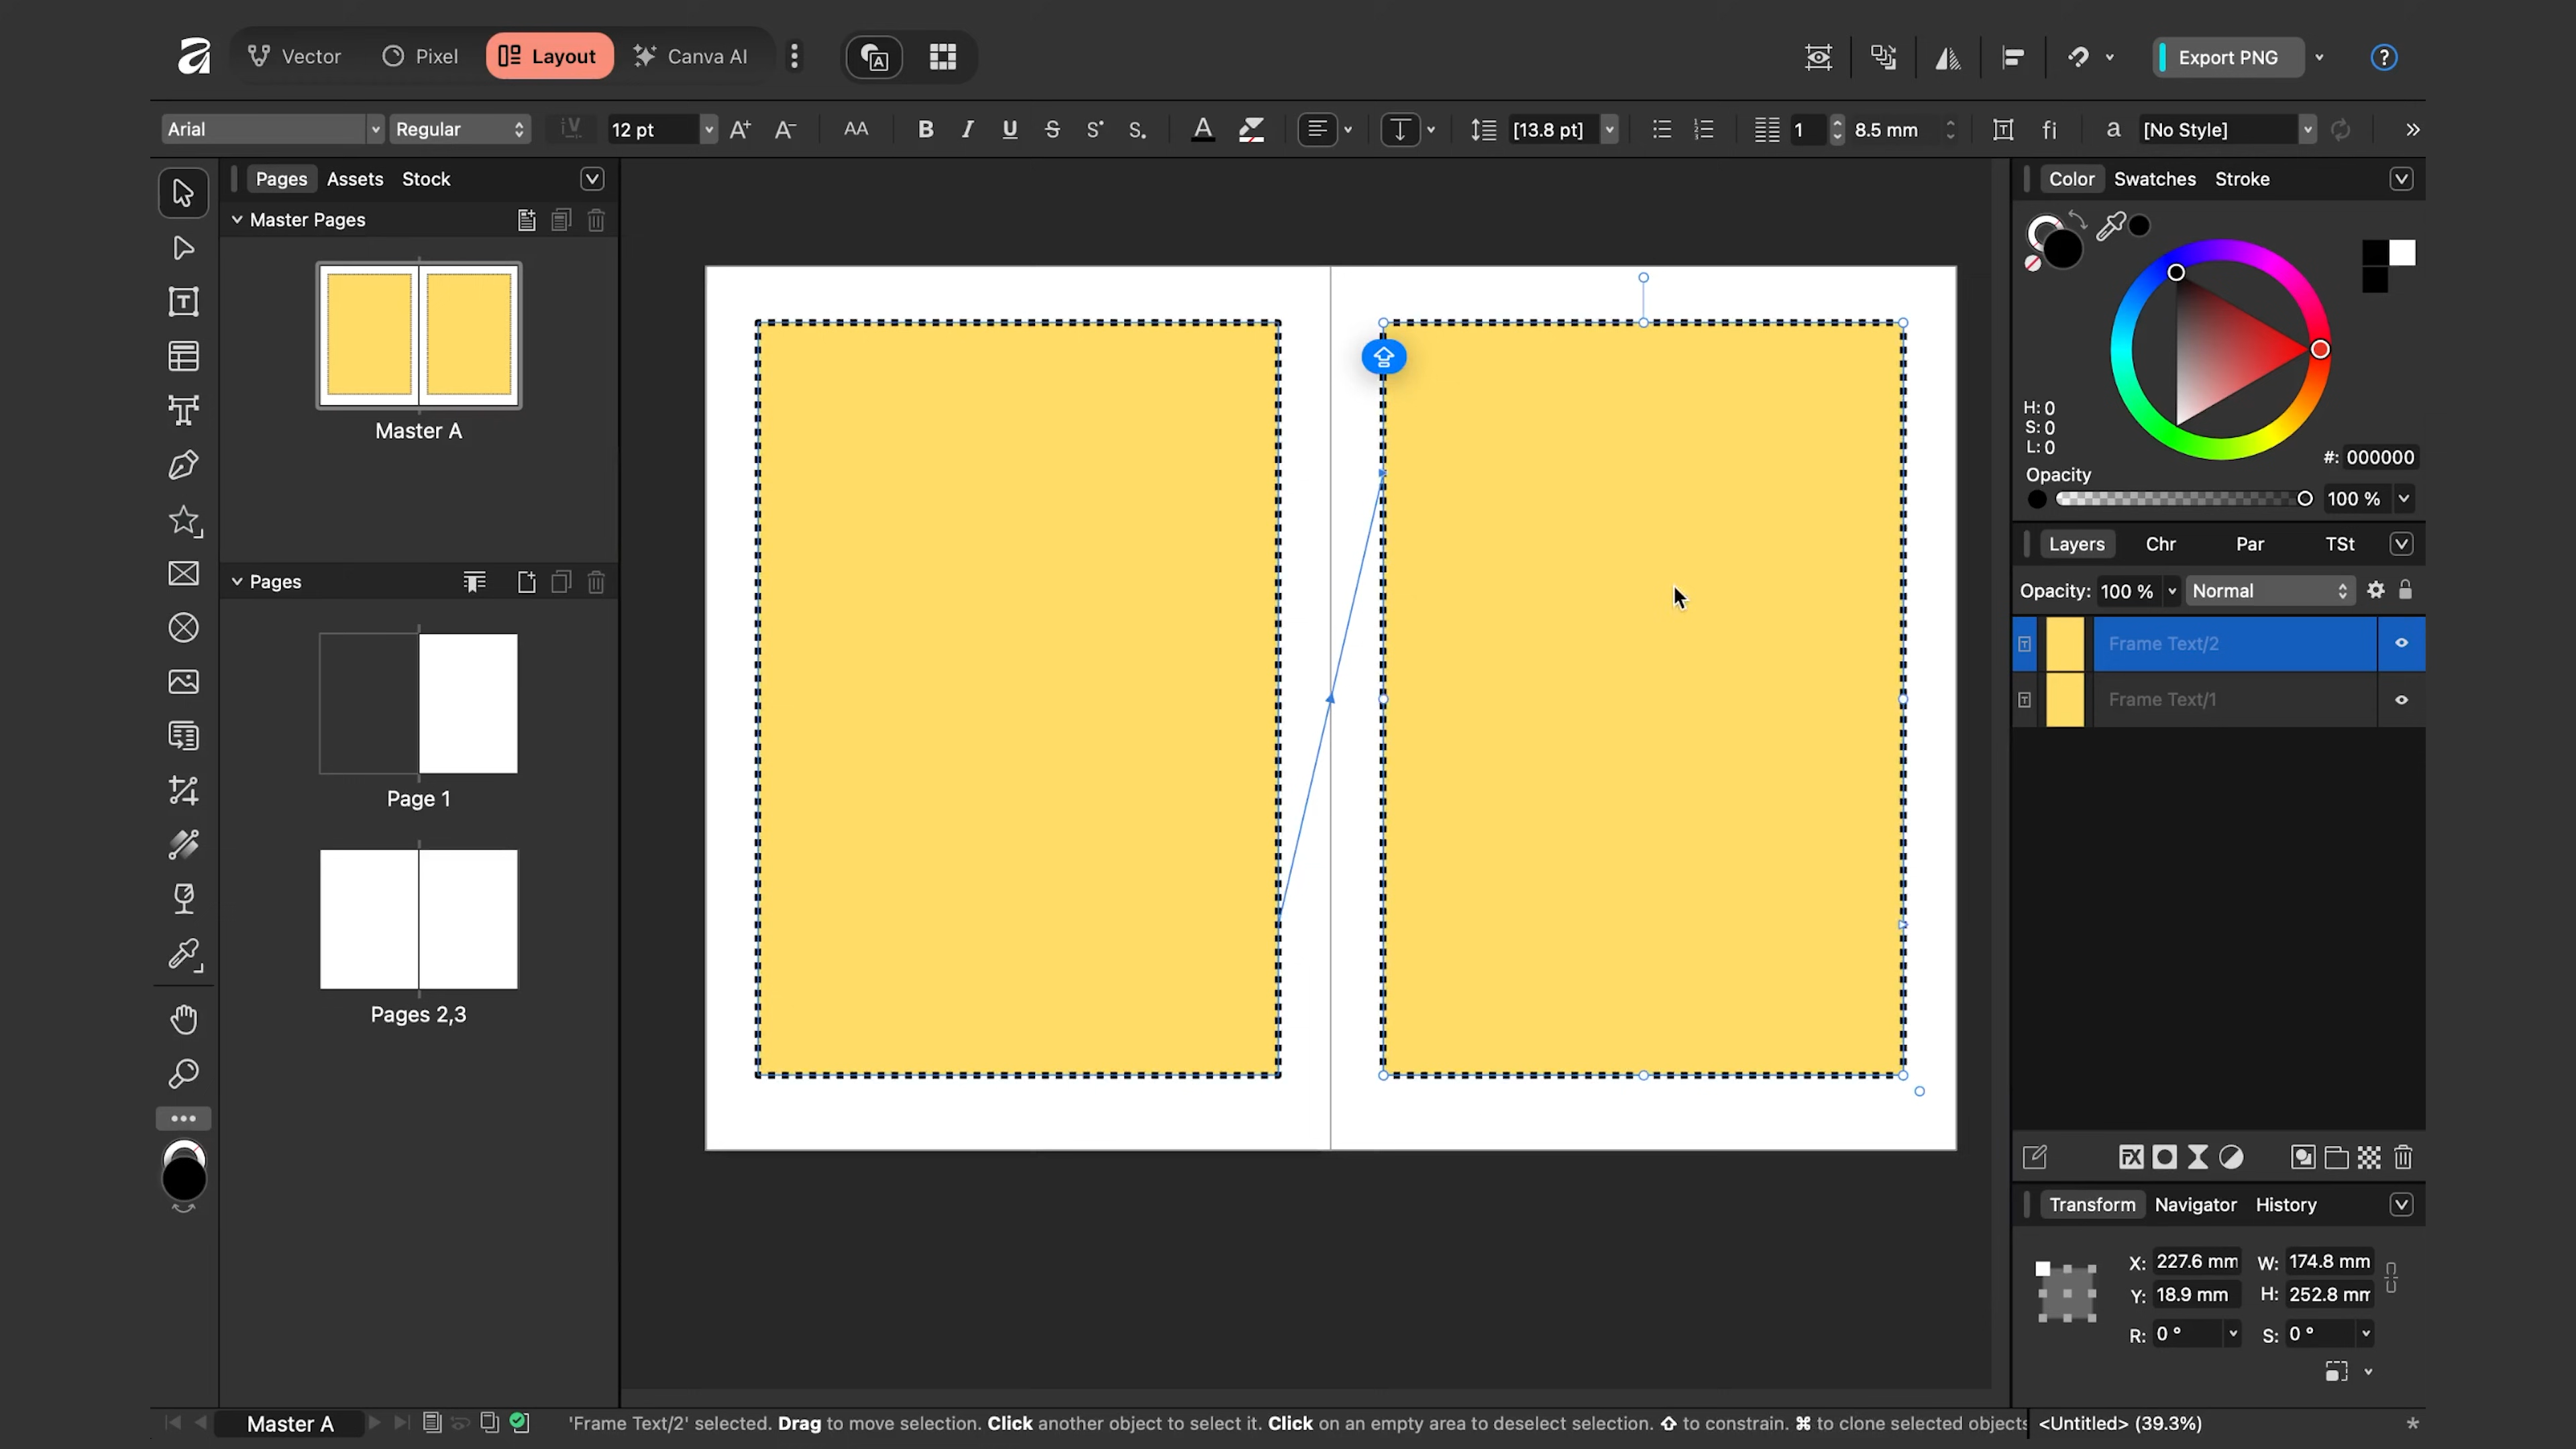 Vector Pixel Layout Canva AI Export PNG ?
Arial Regular 12 pt A+ A- AA B I U S S S. A [13.8 pt] 1 8.5 mm fi a [No Style]
Pages Assets Stock
Master Pages
Master A
Pages
Page 1
Pages 2,3
Color Swatches Stroke
H: 0
S: 0
L: 0
#: 000000
Opacity
100 %
Layers Chr Par TSt
Opacity: 100 % Normal
Frame Text/2
Frame Text/1
Transform Navigator History
X: 227.6 mm W: 174.8 mm
Y: 18.9 mm H: 252.8 mm
R: 0 ° S: 0 °
Master A 'Frame Text/2' selected. Drag to move selection. Click another object to select it. Click on an empty area to deselect selection. ⇧ to constrain. ⌘ to clone selected objects <Untitled> (39.3%) *